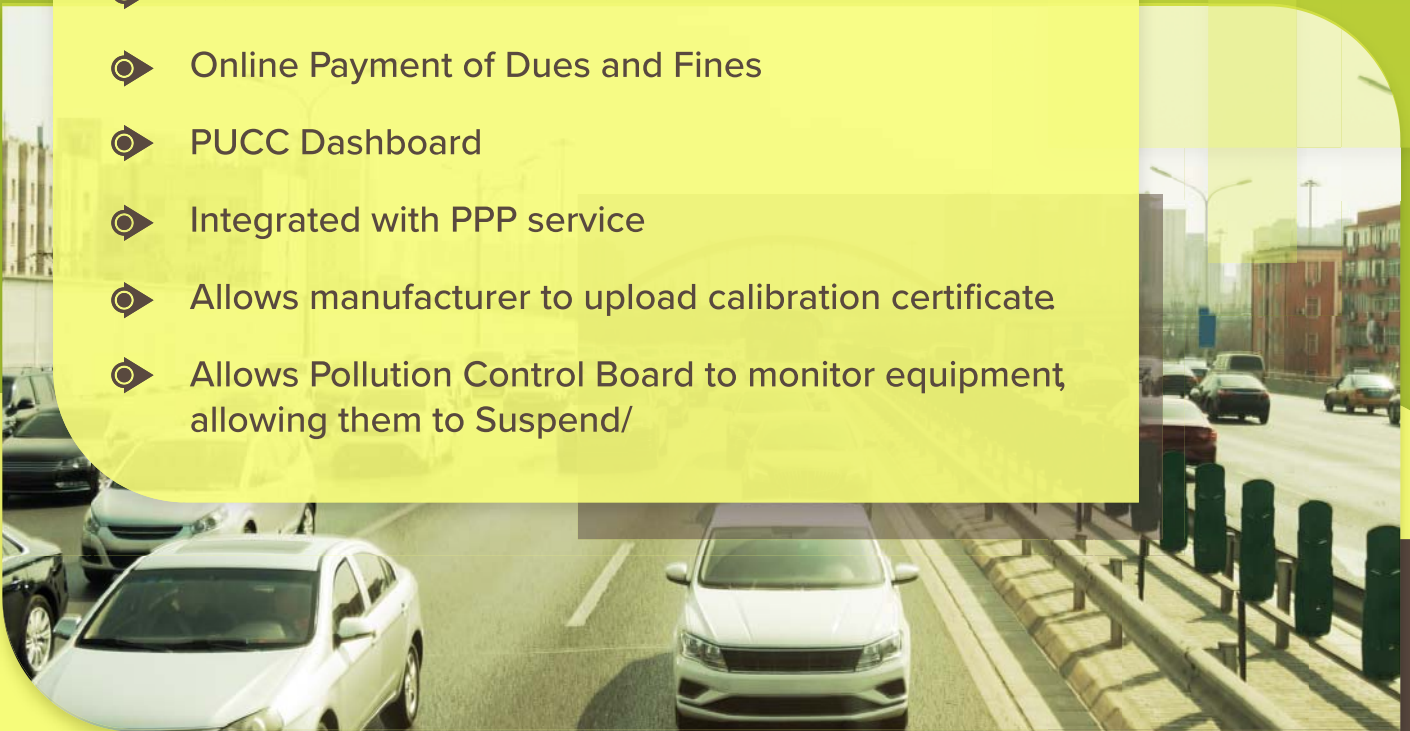 Online Payment of Dues and Fines
PUCC Dashboard
Integrated with PPP service
Allows manufacturer to upload calibration certificate.
Allows Pollution Control Board to monitor equipment,
allowing them to Suspend/